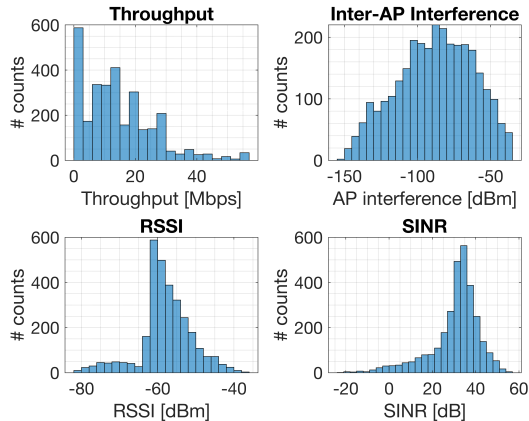 Throughput
600
400
200
0
# counts
0 20 40
Throughput [Mbps]
Inter-AP Interference
200
100
0
# counts
-150 -100 -50
AP interference [dBm]
RSSI
600
400
200
0
# counts
-80 -60 -40
RSSI [dBm]
SINR
600
400
200
0
# counts
-20 0 20 40 60
SINR [dB]